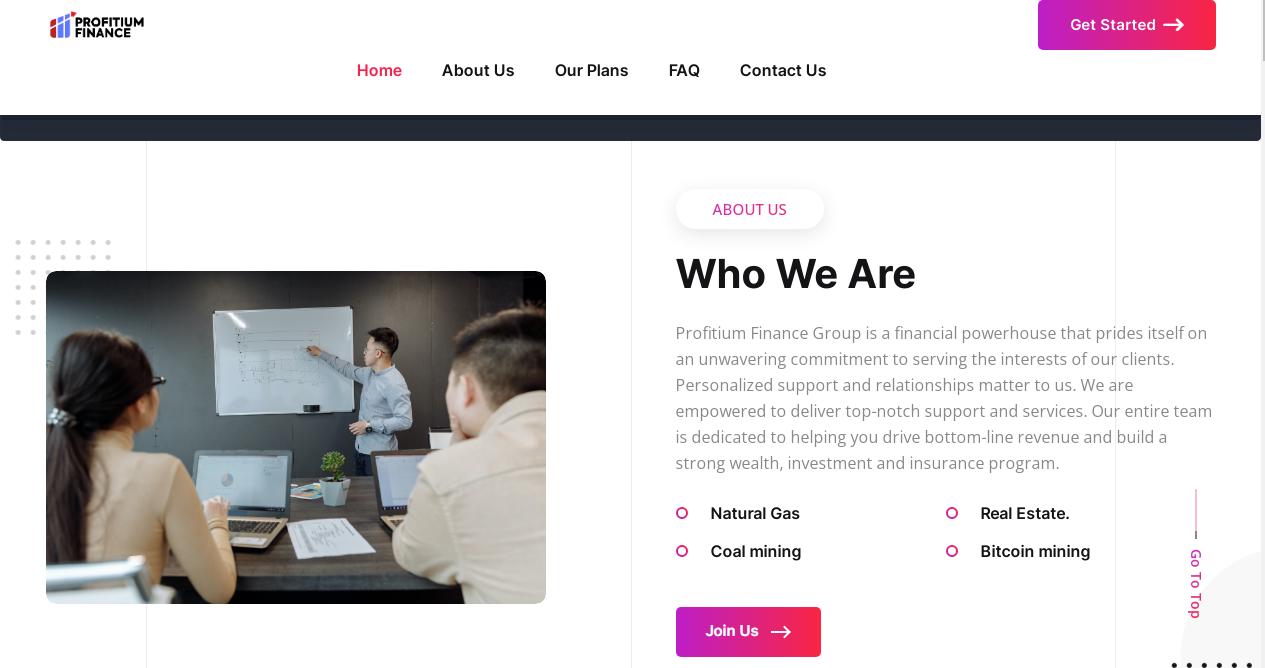 PROFITIUM
FINANCE
Get Started
Home About Us Our Plans FAQ Contact Us
ABOUT US
Who We Are
Profitium Finance Group is a financial powerhouse that prides itself on
an unwavering commitment to serving the interests of our clients.
Personalized support and relationships matter to us. We are
empowered to deliver top-notch support and services. Our entire team
is dedicated to helping you drive bottom-line revenue and build a
strong wealth, investment and insurance program.
Natural Gas
Real Estate.
Coal mining
Bitcoin mining
Go To Top
Join Us